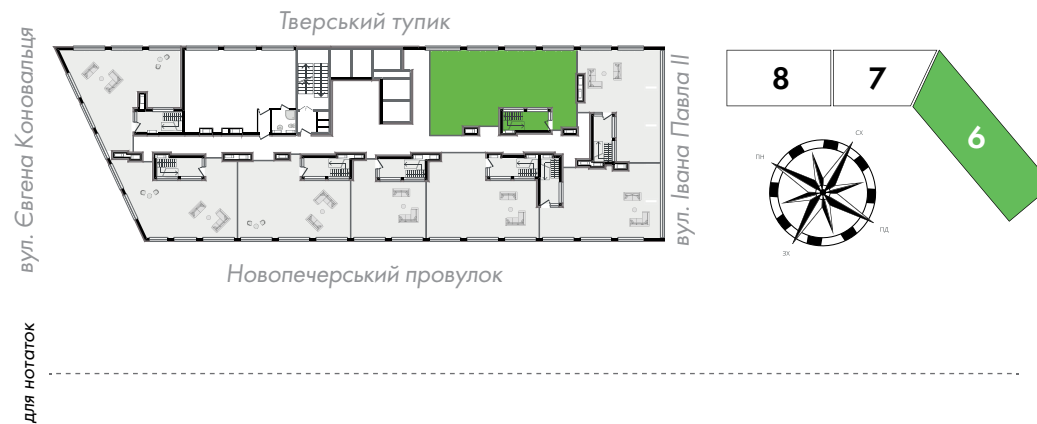 Тверський тупик
вул. Євгена Коновальця
вул. Івана Павла ІІ
Новопечерський провулок
8
7
6
СХ
ПН
ПД
ЗХ
для нотаток